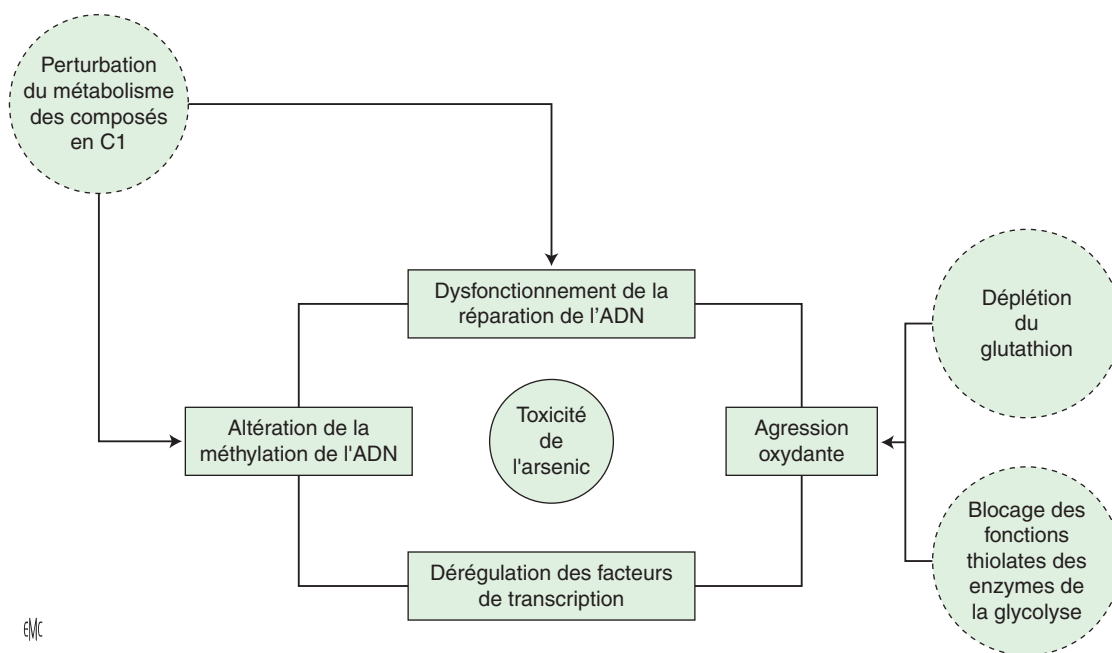 Perturbation
du métabolisme
des composés
en C1
Dysfonctionnement de la
réparation de l'ADN
Déplétion
du
glutathion
Altération de la
méthylation de l'ADN
Toxicité
de
l'arsenic
Agression
oxydante
Blocage des
fonctions
thiolates des
enzymes de
la glycolyse
Dérégulation des facteurs
de transcription
EMC